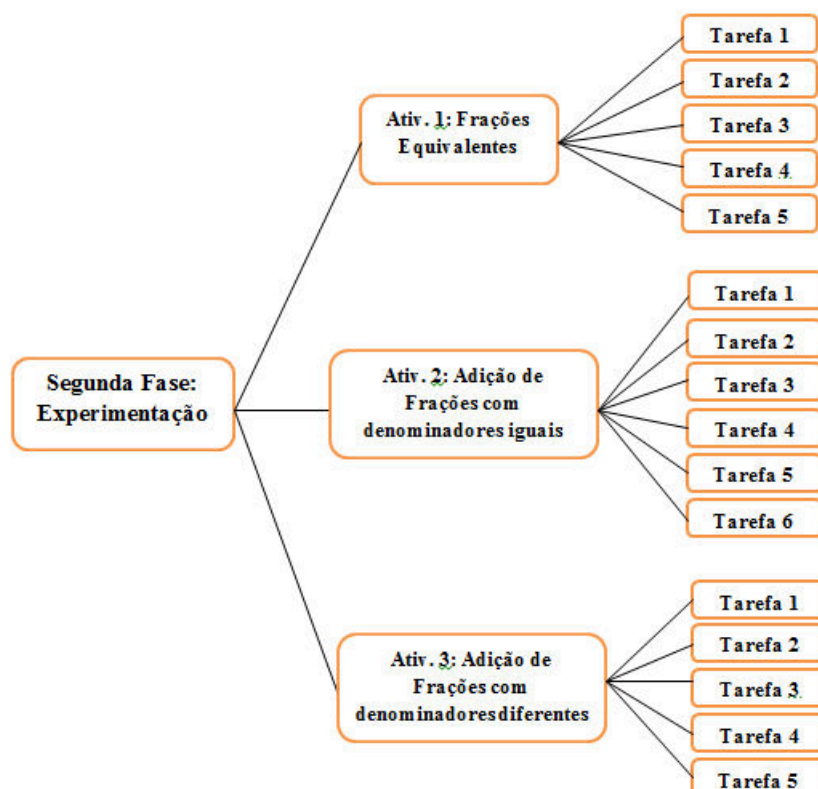 Segunda Fase:
Experimentação
Ativ. 1: Frações
Equivalentes
Tarefa 1
Tarefa 2
Tarefa 3
Tarefa 4
Tarefa 5
Ativ. 2: Adição de
Frações com
denominadores iguais
Tarefa 1
Tarefa 2
Tarefa 3
Tarefa 4
Tarefa 5
Tarefa 6
Ativ. 3: Adição de
Frações com
denominadores diferentes
Tarefa 1
Tarefa 2
Tarefa 3
Tarefa 4
Tarefa 5